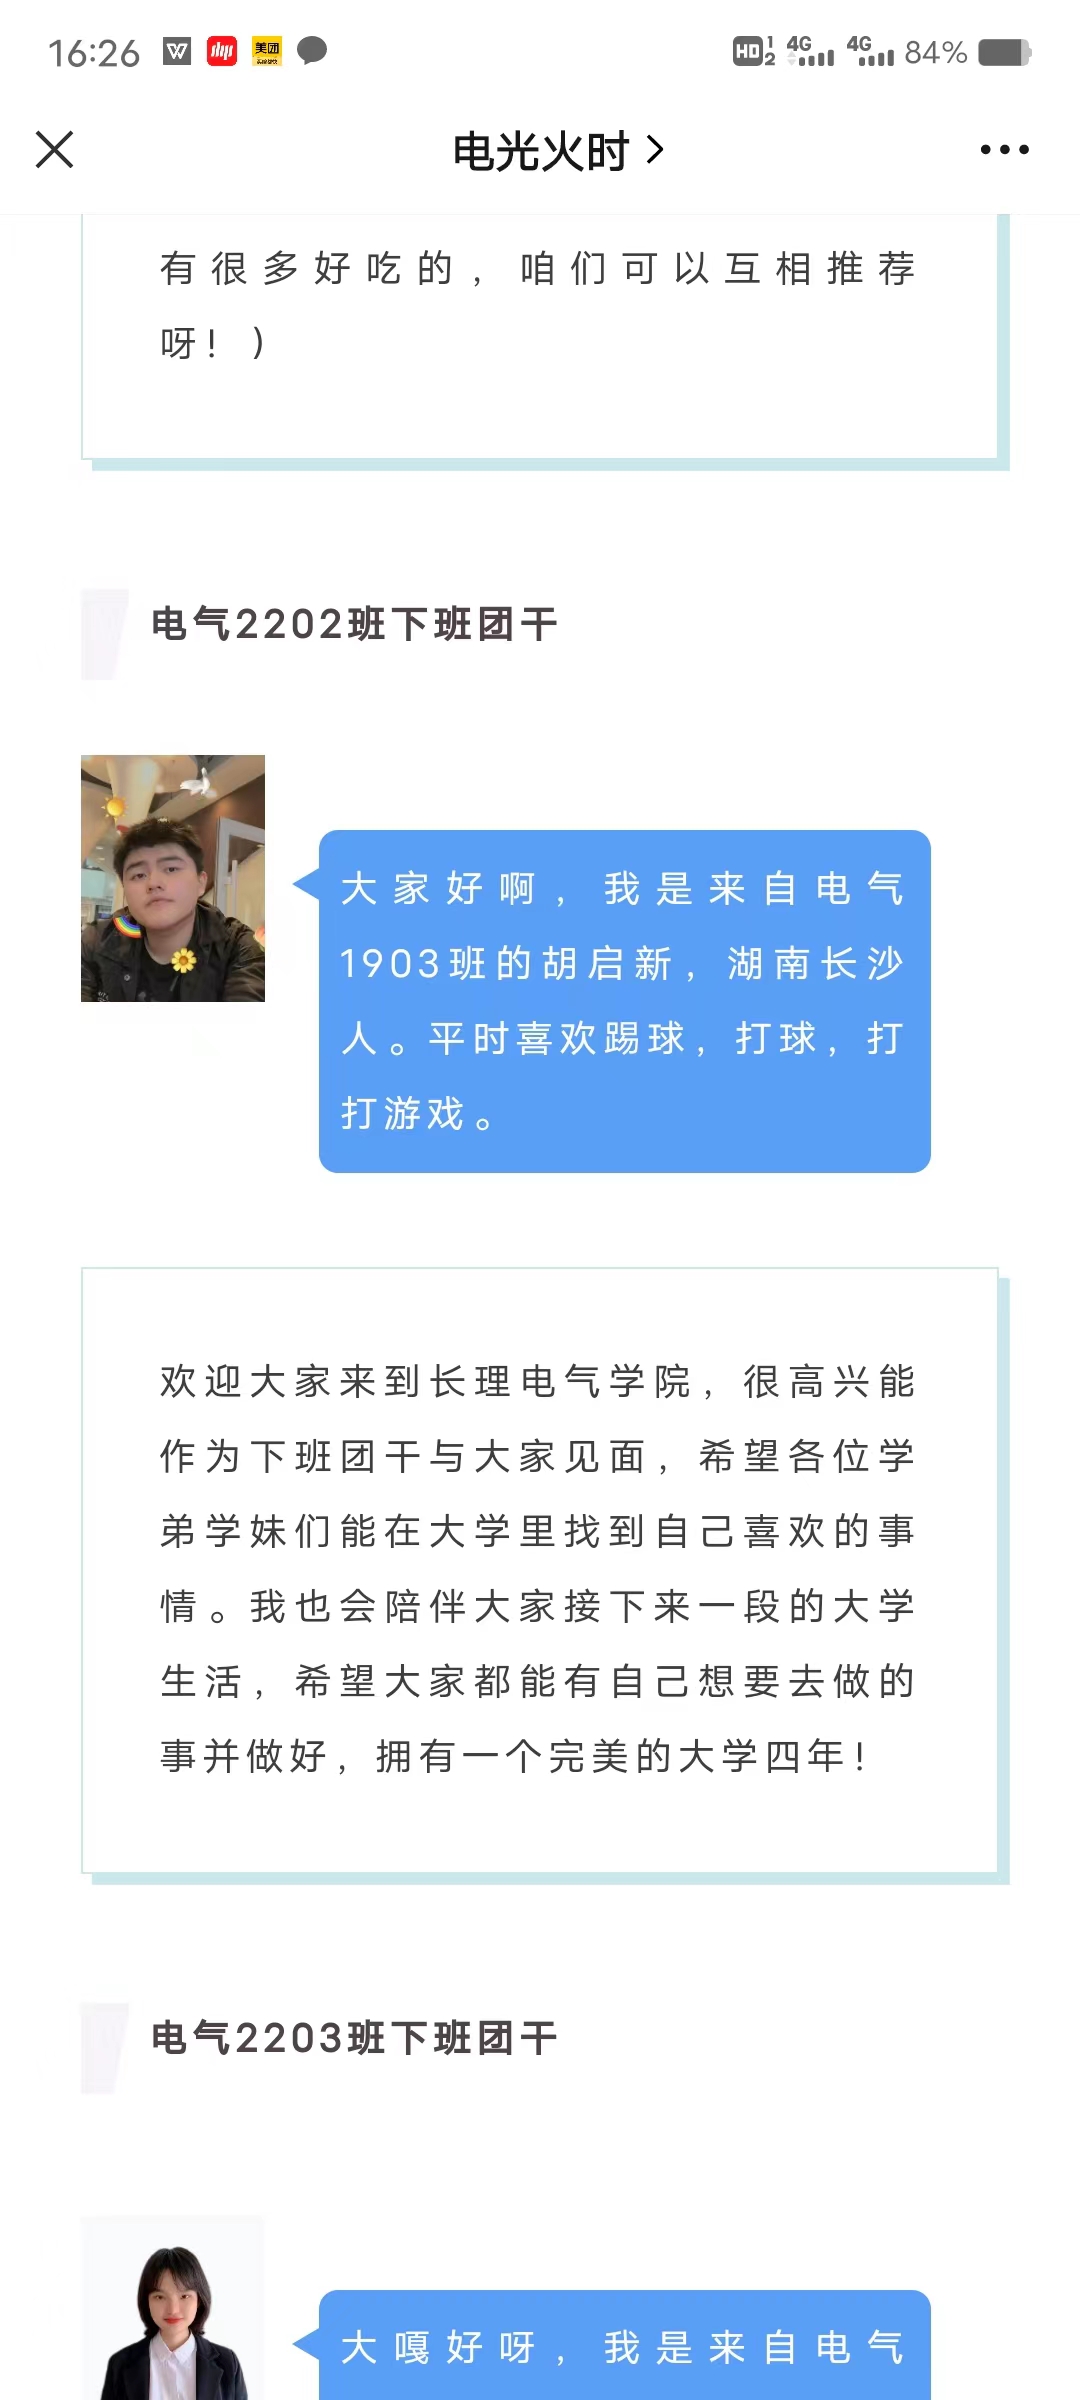 16:26
美团
HD 1 2 4G 4G 84%
电光火时
有很多好吃的，咱们可以互相推荐
呀！）
电气2202班下班团干
大家好啊，我是来自电气
1903班的胡启新，湖南长沙
人。平时喜欢踢球，打球，打
打游戏。
欢迎大家来到长理电气学院，很高兴能
作为下班团干与大家见面，希望各位学
弟学妹们能在大学里找到自己喜欢的事
情。我也会陪伴大家接下来一段的大学
生活，希望大家都能有自己想要去做的
事并做好，拥有一个完美的大学四年！
电气2203班下班团干
大嘎好呀，我是来自电气